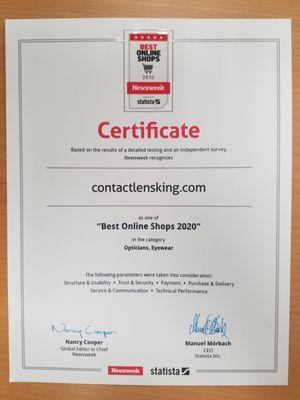 BEST
ONLINE
SHOPS
2020
Newsweek
statista
Certificate
Based on the results of a detailed testing and an independent survey,
Newsweek recognizes
contactlensking.com
as one of
"Best Online Shops 2020"
in the category
Opticians, Eyewear
The following parameters were taken into consideration:
Structure & Usability • Trust & Security • Payment • Purchase & Delivery
Service & Communication • Technical Performance
Nancy Cooper
Nancy Cooper
Global Editor in Chief
Newsweek
Manuel Mörbach
CEO
Statista Inc.
Newsweek
statista